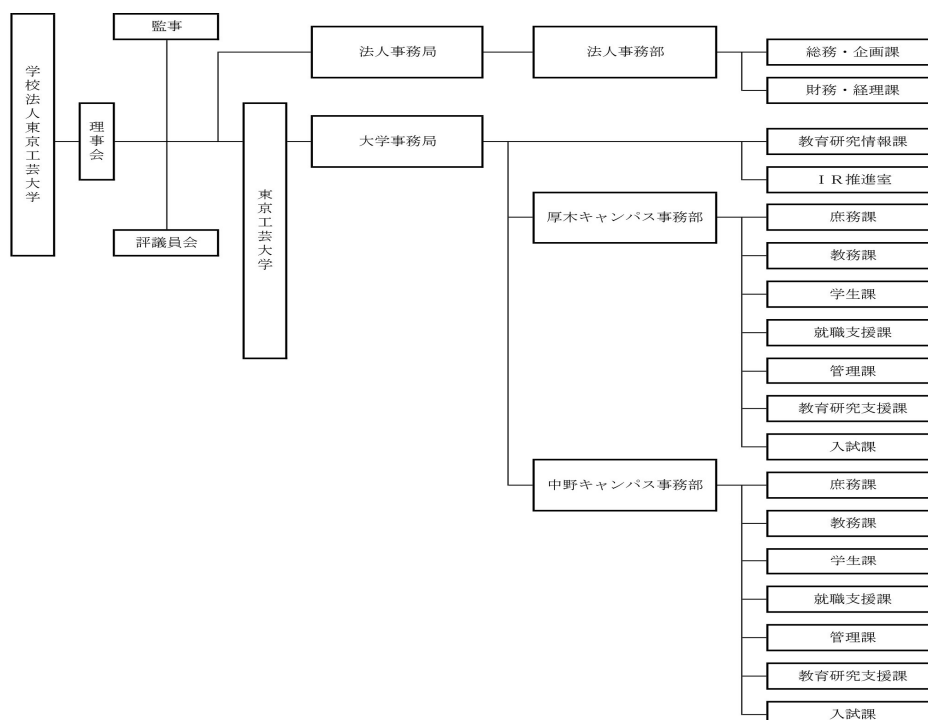 学校法人東京工芸大学
理事会
監事
評議員会
東京工芸大学
法人事務局
法人事務部
総務・企画課
財務・経理課
大学事務局
教育研究情報課
ＩＲ推進室
厚木キャンパス事務部
庶務課
教務課
学生課
就職支援課
管理課
教育研究支援課
入試課
中野キャンパス事務部
庶務課
教務課
学生課
就職支援課
管理課
教育研究支援課
入試課